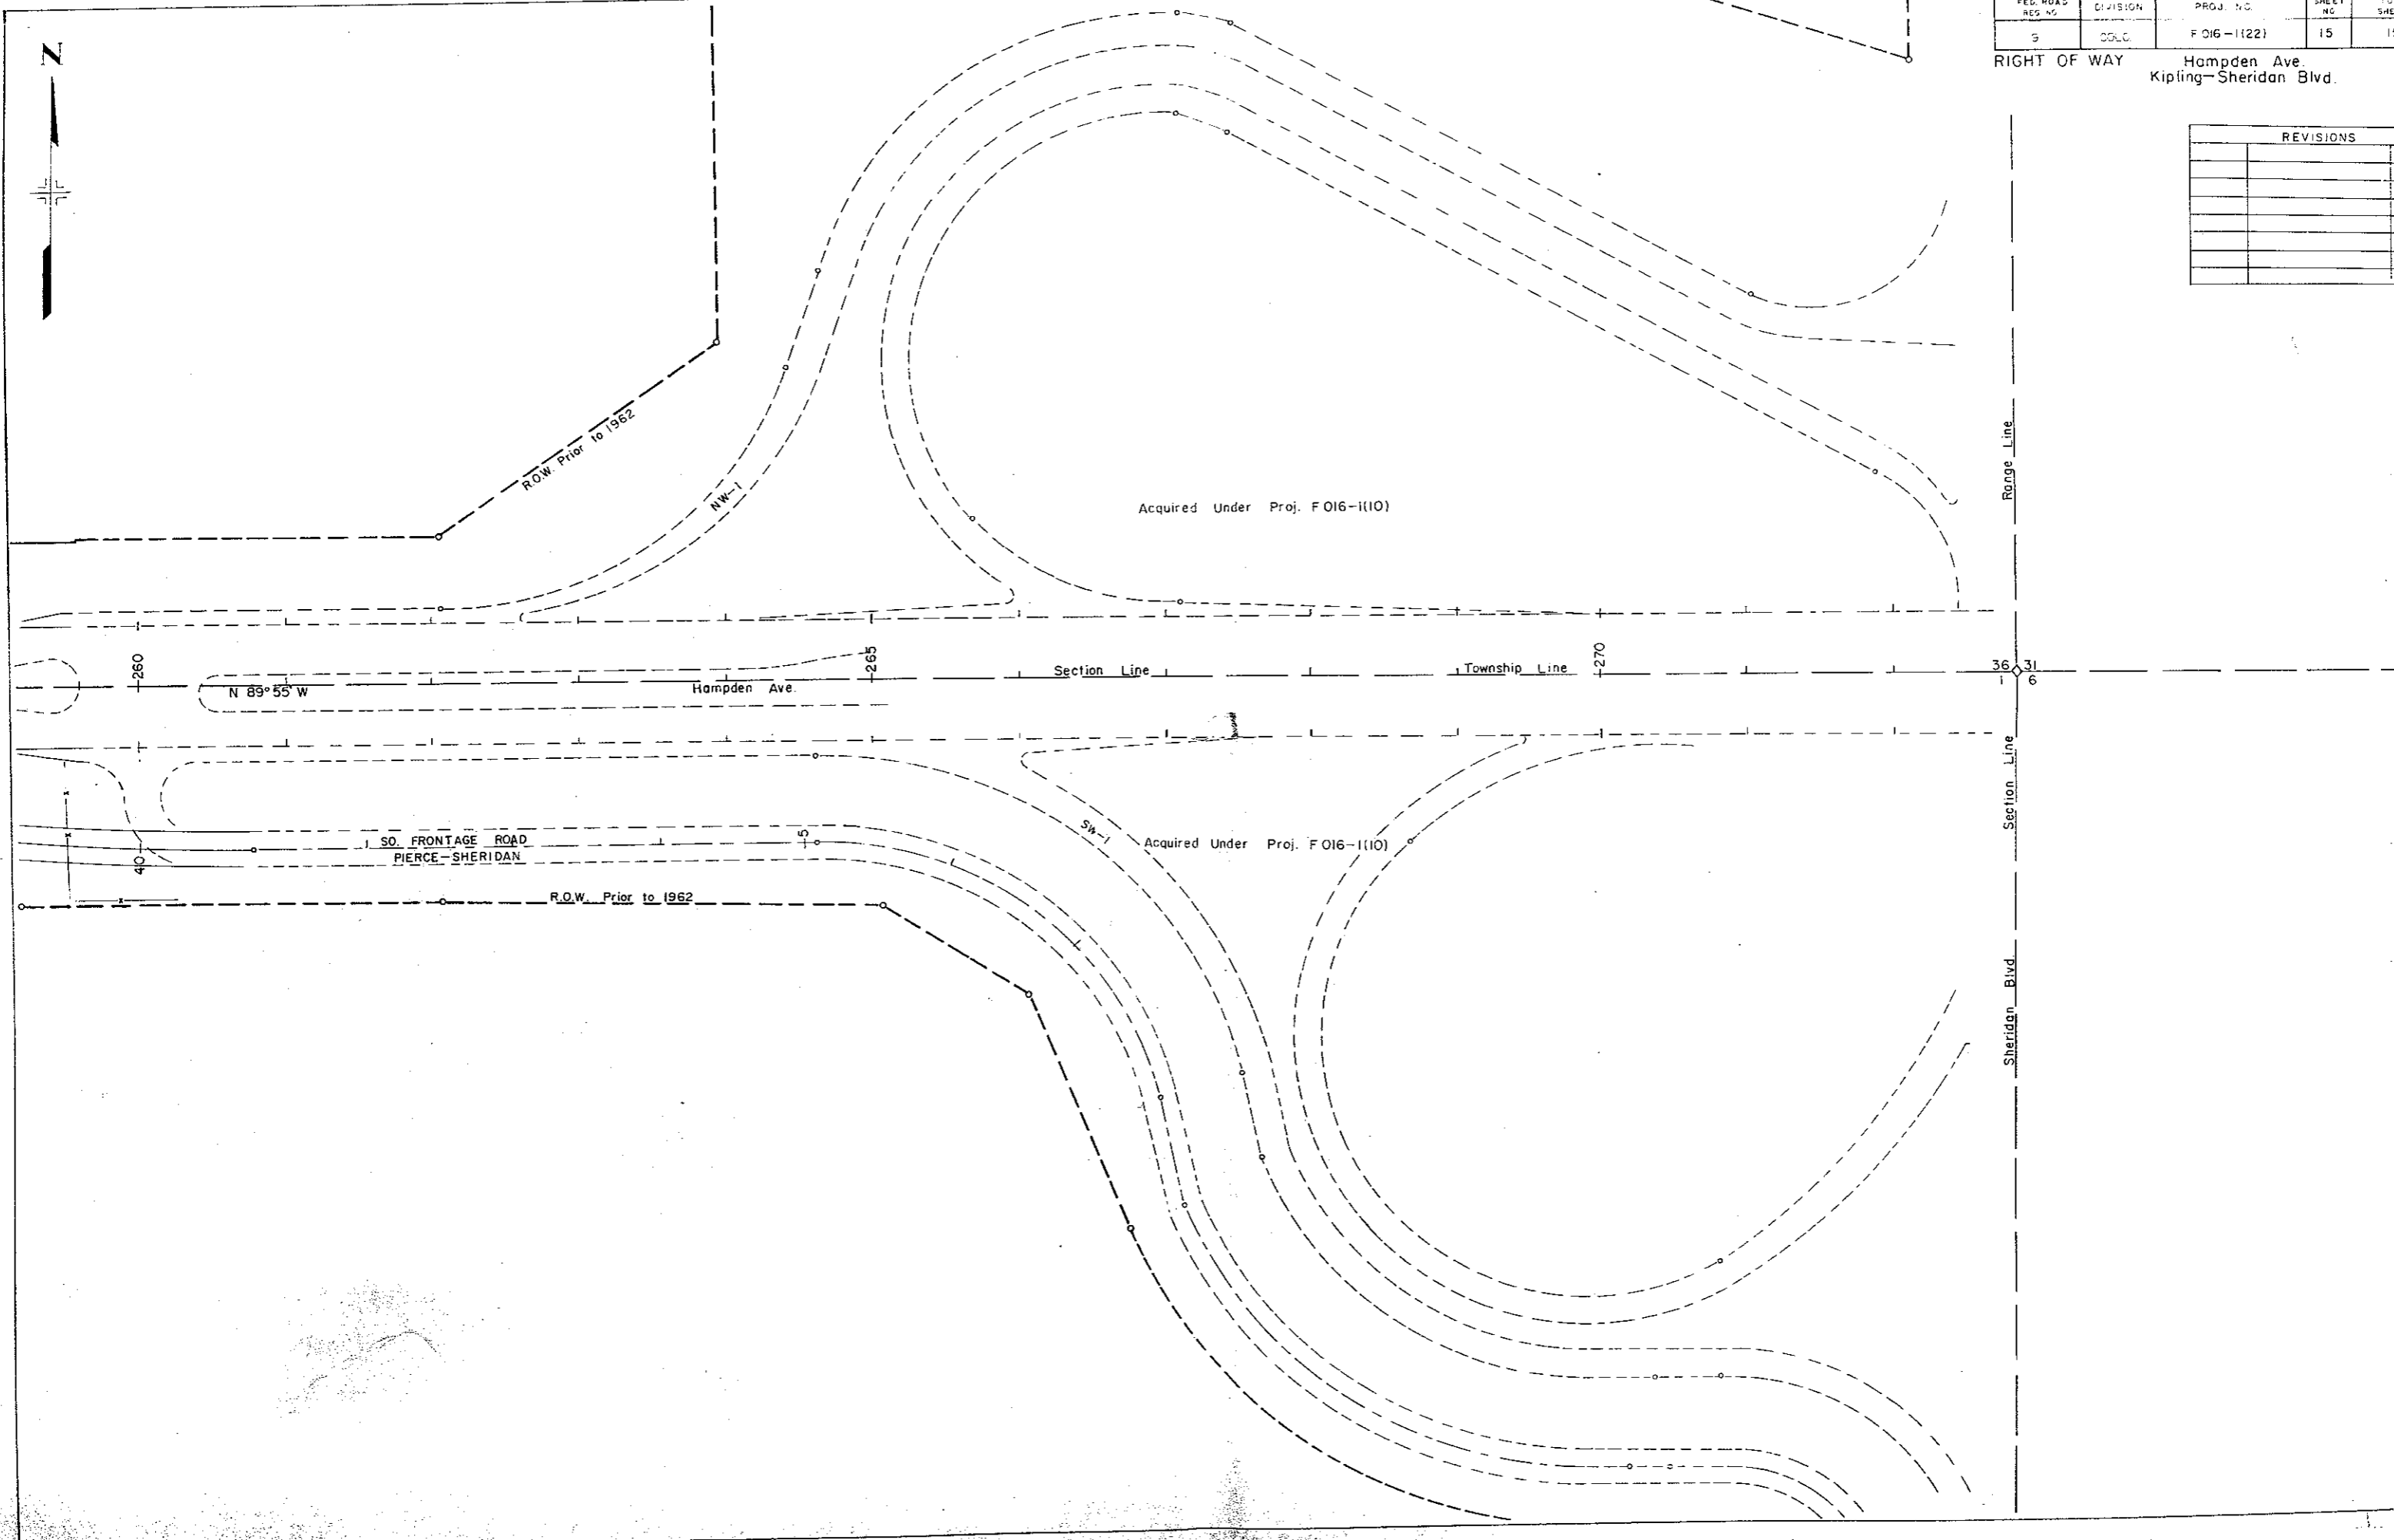 FED. ROAD REG. NO. DIVISION PROJ. NO. SHEET NO.
9 COLO. F 016-1(22) 15
RIGHT OF WAY Hampden Ave.
Kipling-Sheridan Blvd.
REVISIONS
N
R.O.W. Prior to 1962
NW-1
Range Line
Acquired Under Proj. F 016-1(10)
260
265
270
N 89° 55' W
Hampden Ave.
Section Line
Township Line
36 31
1 6
Section Line
Sheridan Blvd.
SW-1
Acquired Under Proj. F 016-1(10)
40
5
SO. FRONTAGE ROAD
PIERCE-SHERIDAN
R.O.W. Prior to 1962